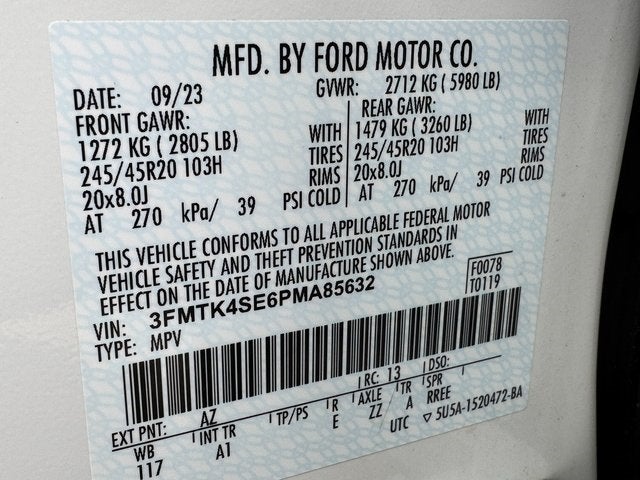 MFD. BY FORD MOTOR CO.
DATE: 09/23 GVWR: 2712 KG ( 5980 LB)
FRONT GAWR: REAR GAWR:
1272 KG ( 2805 LB) WITH 1479 KG ( 3260 LB) WITH
245/45R20 103H TIRES 245/45R20 103H TIRES
20x8.0J RIMS 20x8.0J RIMS
AT 270 kPa/ 39 PSI COLD AT 270 kPa/ 39 PSI COLD
THIS VEHICLE CONFORMS TO ALL APPLICABLE FEDERAL MOTOR
VEHICLE SAFETY AND THEFT PREVENTION STANDARDS IN
EFFECT ON THE DATE OF MANUFACTURE SHOWN ABOVE.
F0078
T0119
VIN: 3FMTK4SE6PMA85632
TYPE: MPV
EXT PNT: AZ RC: 13 DSO:
WB INT TR TP/PS R AXLE TR SPR
117 A1 E ZZ A RREE
UTC ▽ 5U5A-1520472-BA